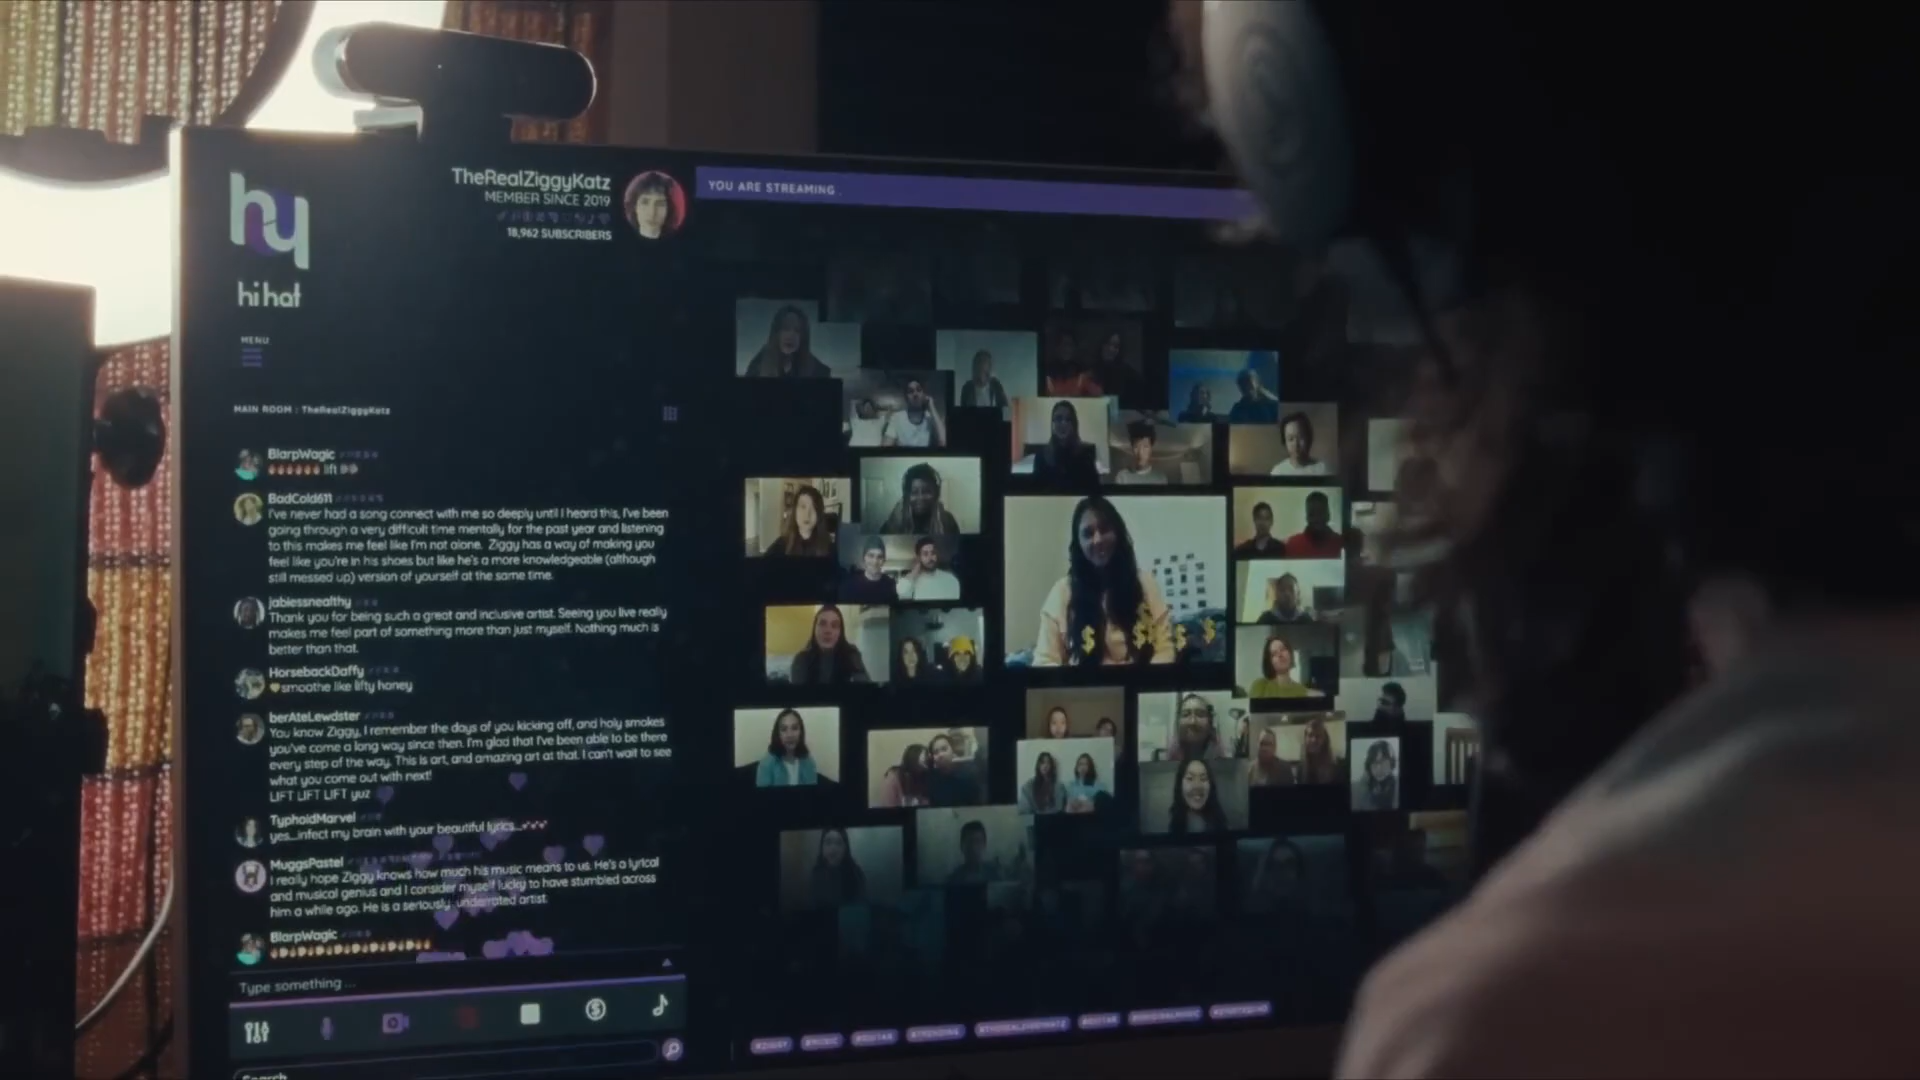 hi hat
MENU
MAIN ROOM : TheRealZiggyKatz
TheRealZiggyKatz
MEMBER SINCE 2019
18,962 SUBSCRIBERS
YOU ARE STREAMING
BlarpWagic
lift
BadCold611
I've never had a song connect with me so deeply until I heard this, I've been
going through a very difficult time mentally for the past year and listening
to this makes me feel like I'm not alone. Ziggy has a way of making you
feel like you're in his shoes but like he's a more knowledgeable (although
still messed up) version of yourself at the same time.
jabiessnealthy
Thank you for being such a great and inclusive artist. Seeing you live really
makes me feel part of something more than just myself. Nothing much is
better than that.
HorsebackDaffy
smoothe like lifty honey
berAteLewdster
You know Ziggy, I remember the days of you kicking off, and holy smokes
you've come a long way since then. I'm glad that I've been able to be there
every step of the way. This is art, and amazing art at that. I can't wait to see
what you come out with next!
LIFT LIFT LIFT yuz
TyphoidMarvel
yes...infect my brain with your beautiful lyrics...
MuggsPastel
I really hope Ziggy knows how much his music means to us. He's a lyrical
and musical genius and I consider myself lucky to have stumbled across
him a while ago. He is a seriously underrated artist.
BlarpWagic
Type something ...
Search